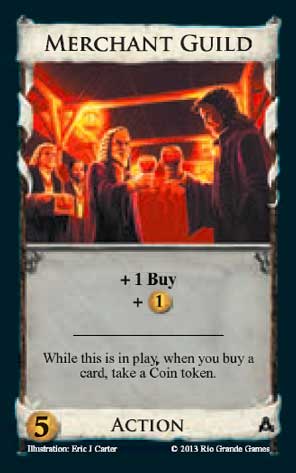 MERCHANT GUILD
+ 1 Buy
+ 1
While this is in play, when you buy a
card, take a Coin token.
5 ACTION
Illustration: Eric J Carter © 2013 Rio Grande Games